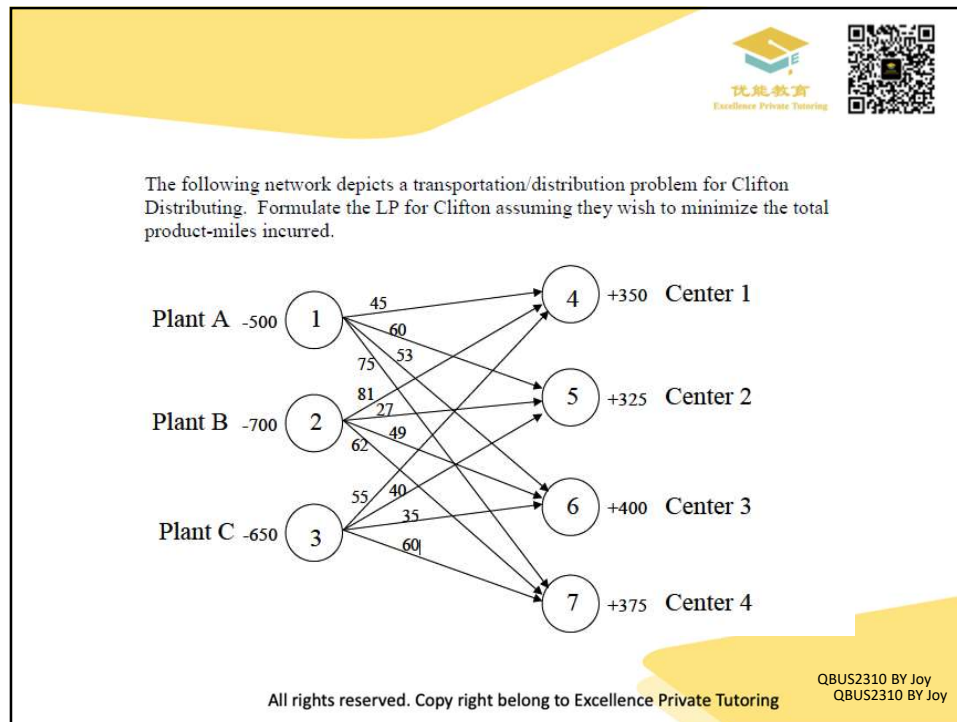 优能教育
Excellence Private Tutoring
The following network depicts a transportation/distribution problem for Clifton
Distributing. Formulate the LP for Clifton assuming they wish to minimize the total
product-miles incurred.
Plant A -500 1
45
60
53
75
4 +350 Center 1
Plant B -700 2
81
27
49
62
5 +325 Center 2
Plant C -650 3
55
40
35
60
6 +400 Center 3
7 +375 Center 4
All rights reserved. Copy right belong to Excellence Private Tutoring
QBUS2310 BY Joy
QBUS2310 BY Joy